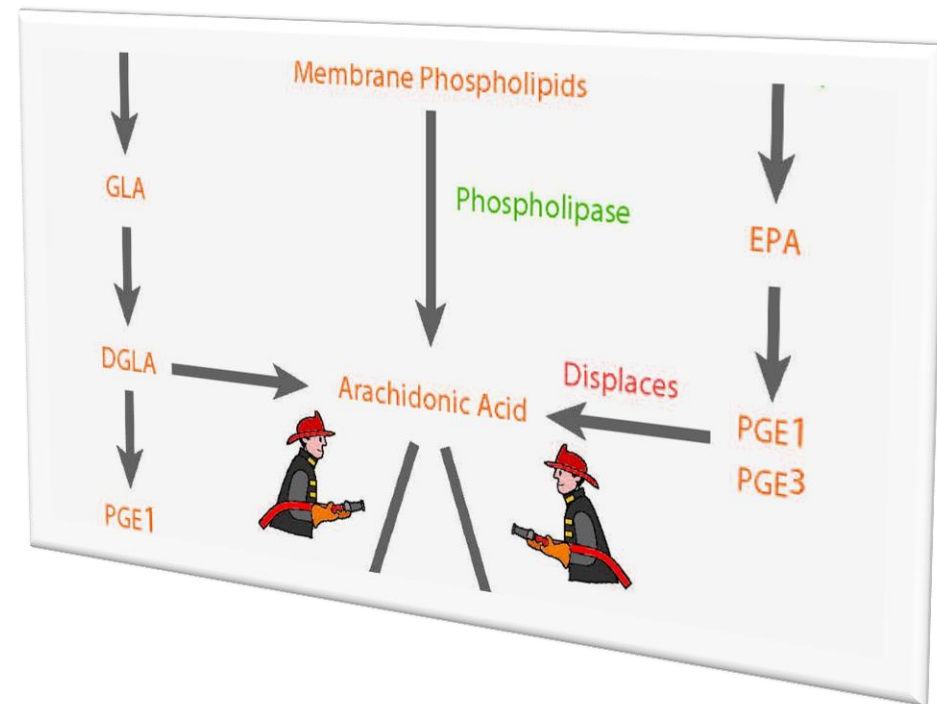 Membrane Phospholipids
GLA
Phospholipase
EPA
DGLA
Arachidonic Acid
Displaces
PGE1
PGE3
PGE1